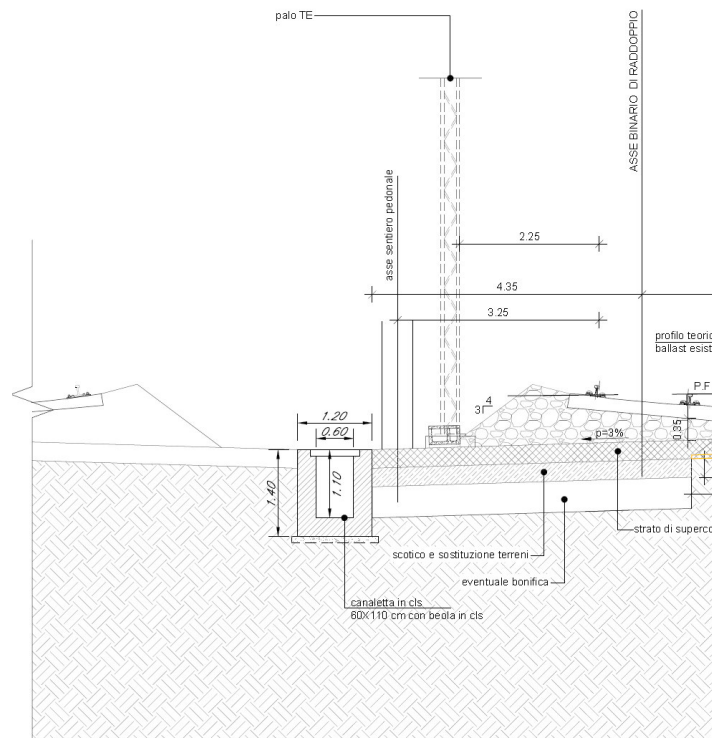 palo TE
ASSE BINARIO DI RADDOPPIO
asse sentiero pedonale
2.25
4.35
3.25
profilo teoric
ballast esist
P.F
4
3
1.20
0.60
0.35
p=3%
1.40
1.10
strato di superco
scotico e sostituzione terreni
eventuale bonifica
canaletta in cls
60X110 cm con beola in cls